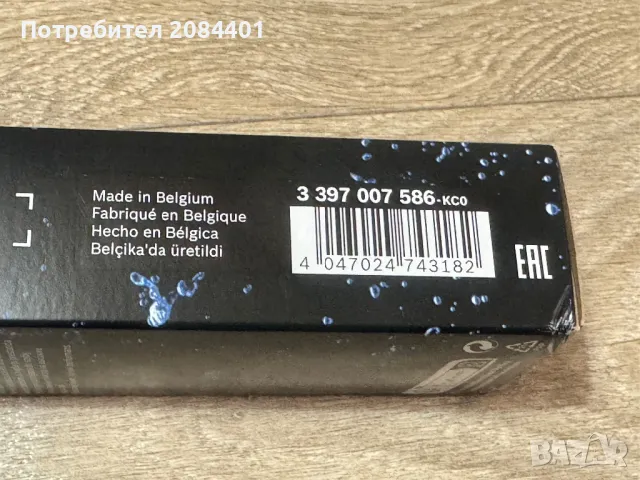 Потребител 2084401
Made in Belgium
Fabriqué en Belgique
Hecho en Bélgica
Belçika'da üretildi
3 397 007 586-KC0
4 047024 743182
EAC
BAZAR